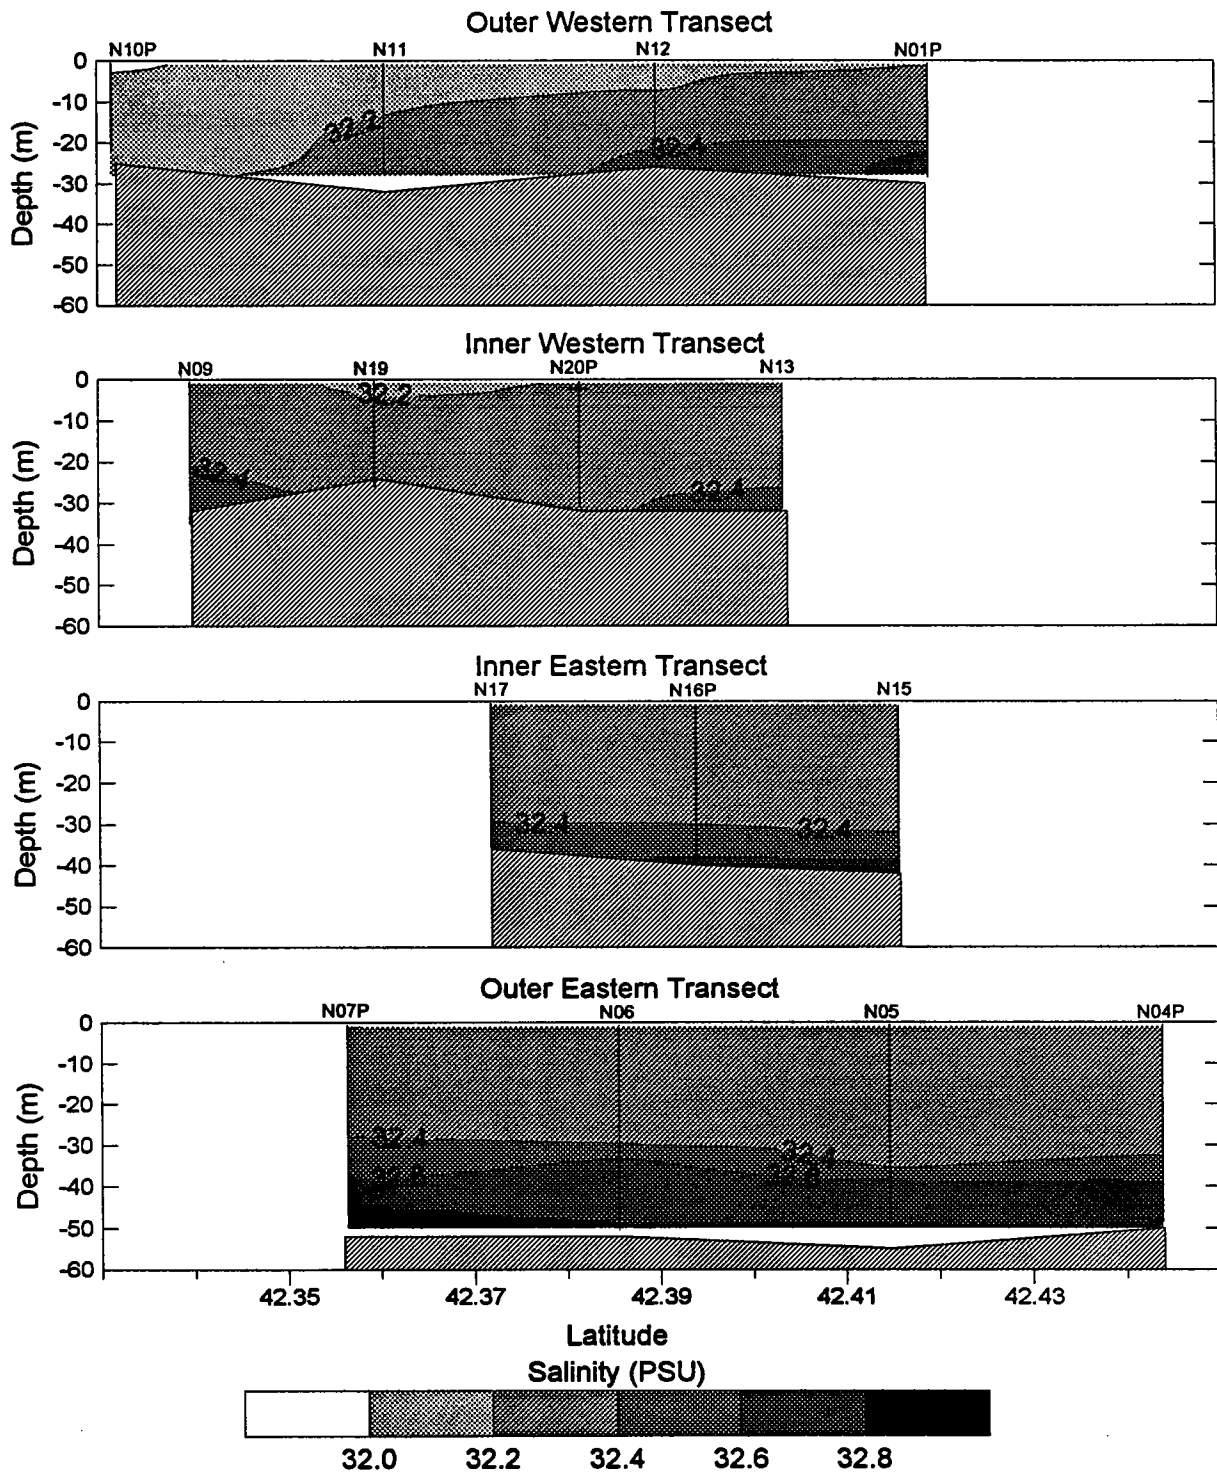 Outer Western Transect
N10P N11 N12 N01P
0
-10
-20
-30
-40
-50
-60
Depth (m)
32.2
32.4
Inner Western Transect
N09 N19 N20P N13
0
-10
-20
-30
-40
-50
-60
Depth (m)
32.2
32.4
32.4
Inner Eastern Transect
N17 N16P N15
0
-10
-20
-30
-40
-50
-60
Depth (m)
32.4
32.4
Outer Eastern Transect
N07P N06 N05 N04P
0
-10
-20
-30
-40
-50
-60
Depth (m)
32.4
32.4
42.35 42.37 42.39 42.41 42.43
Latitude
Salinity (PSU)
32.0 32.2 32.4 32.6 32.8